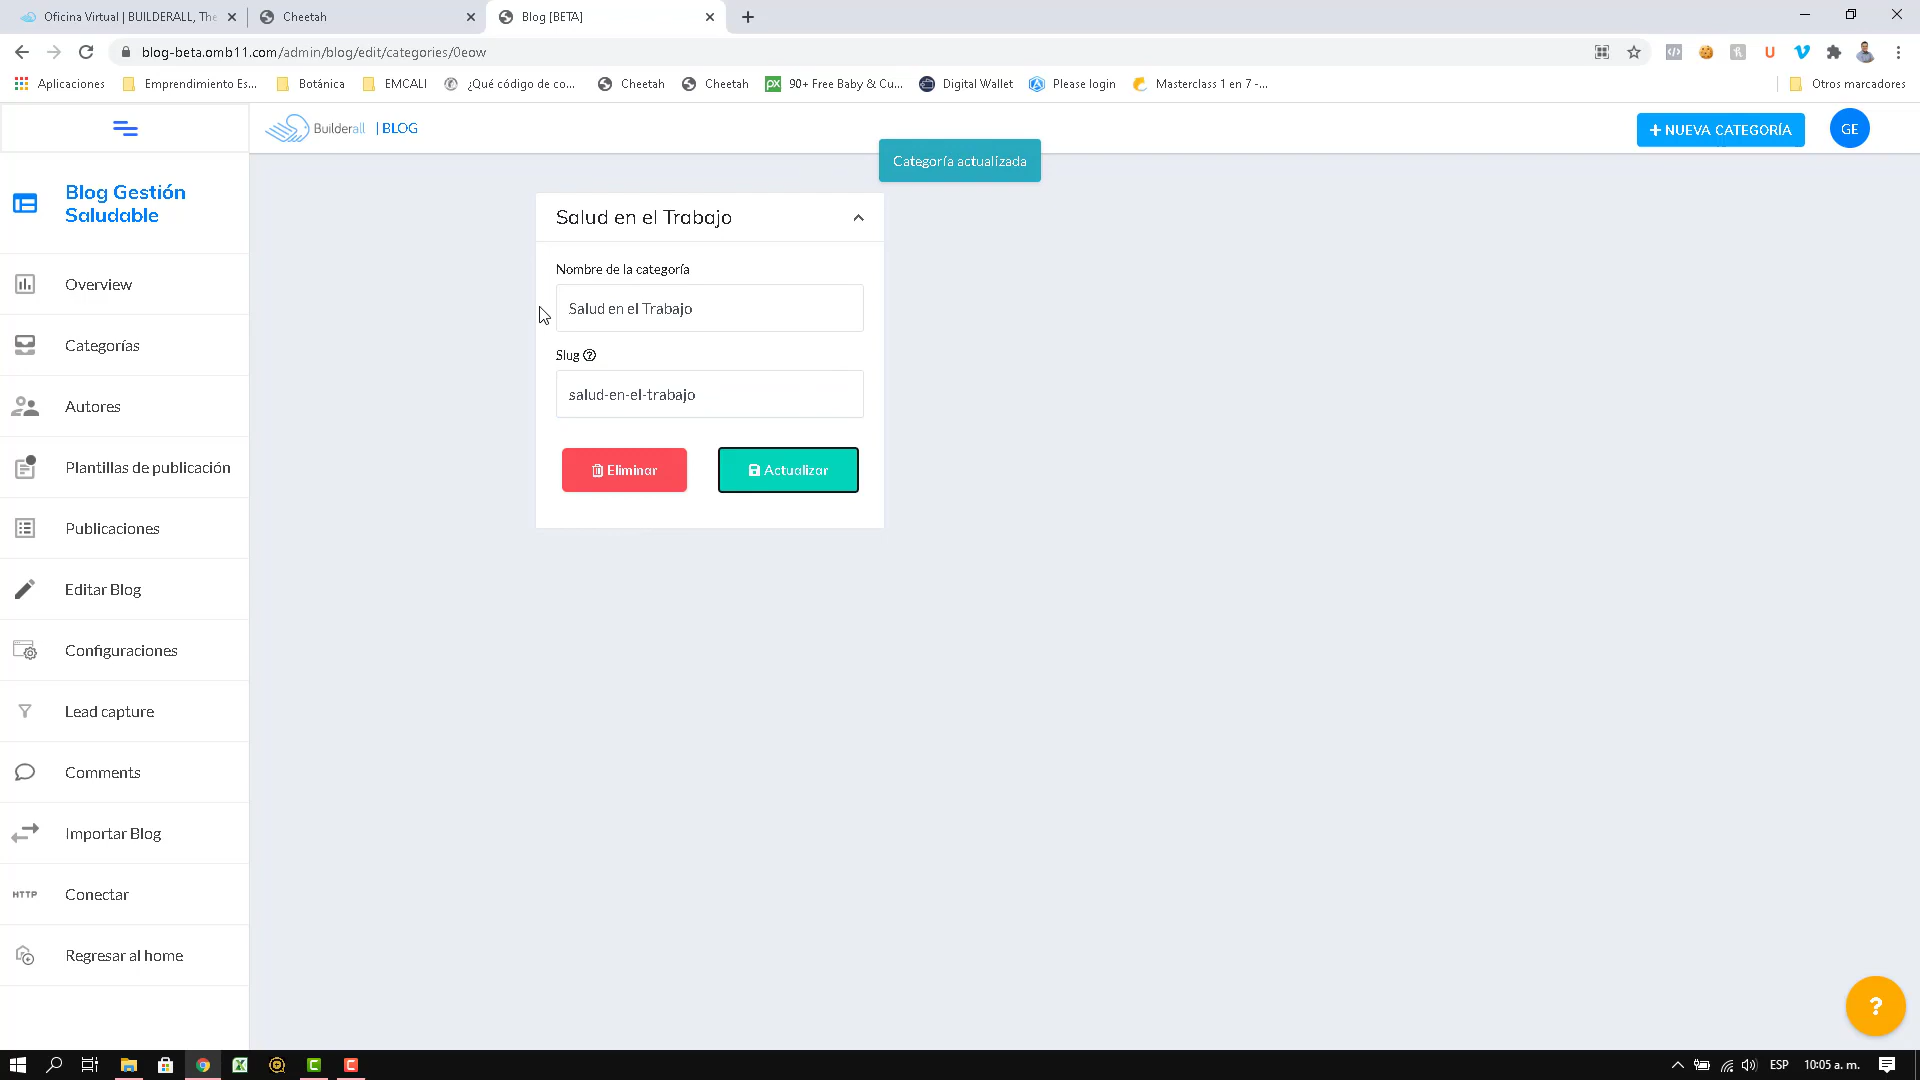 Oficina Virtual | BUILDERALL, The
Cheetah
Blog [BETA]
blog-beta.omb11.com/admin/blog/edit/categories/0eow
Aplicaciones
Emprendimiento Es...
Botánica
EMCALI
¿Qué código de co...
Cheetah
Cheetah
90+ Free Baby & Cu...
Digital Wallet
Please login
Masterclass 1 en 7 -...
Otros marcadores
Builderall | BLOG
+ NUEVA CATEGORÍA
GE
Categoría actualizada
Blog Gestión
Saludable
Overview
Categorías
Autores
Plantillas de publicación
Publicaciones
Editar Blog
Configuraciones
Lead capture
Comments
Importar Blog
HTTP Conectar
Regresar al home
Salud en el Trabajo
Nombre de la categoría
Salud en el Trabajo
Slug
salud-en-el-trabajo
Eliminar
Actualizar
?
ESP
10:05 a. m.